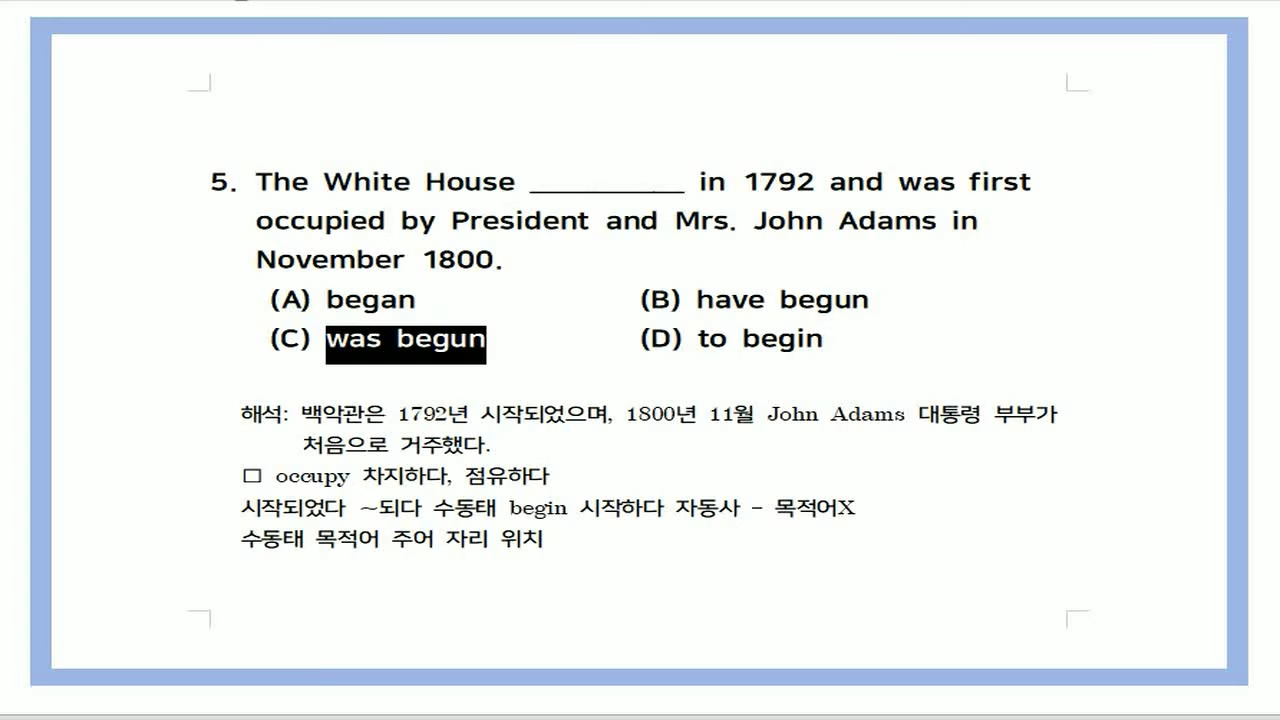 5. The White House __________ in 1792 and was first
occupied by President and Mrs. John Adams in
November 1800.
(A) began (B) have begun
(C) was begun (D) to begin
해석: 백악관은 1792년 시작되었으며, 1800년 11월 John Adams 대통령 부부가
처음으로 거주했다.
□ occupy 차지하다, 점유하다
시작되었다 ~되다 수동태 begin 시작하다 자동사 - 목적어X
수동태 목적어 주어 자리 위치